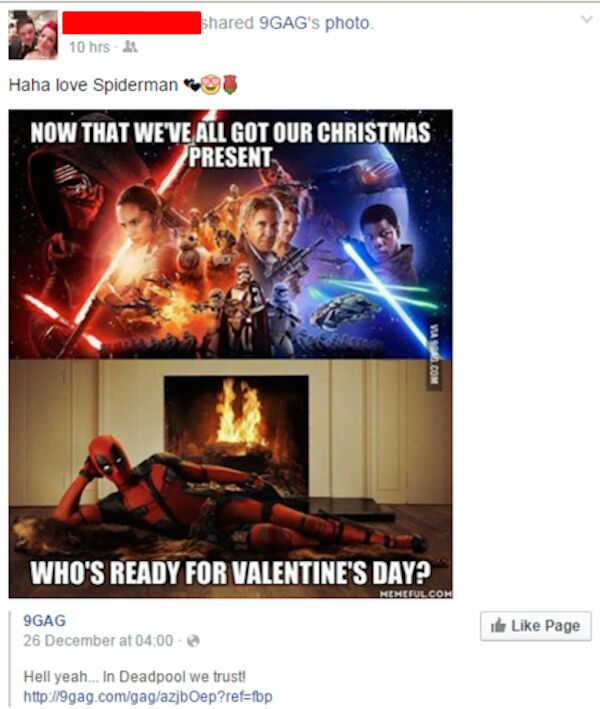 shared 9GAG's photo.
10 hrs ·
Haha love Spiderman
NOW THAT WE'VE ALL GOT OUR CHRISTMAS
PRESENT
VIA 9GAG.COM
WHO'S READY FOR VALENTINE'S DAY?
MEMEFUL.COM
9GAG
26 December at 04:00 ·
Like Page
Hell yeah... In Deadpool we trust!
http://9gag.com/gag/azjbOep?ref=fbp